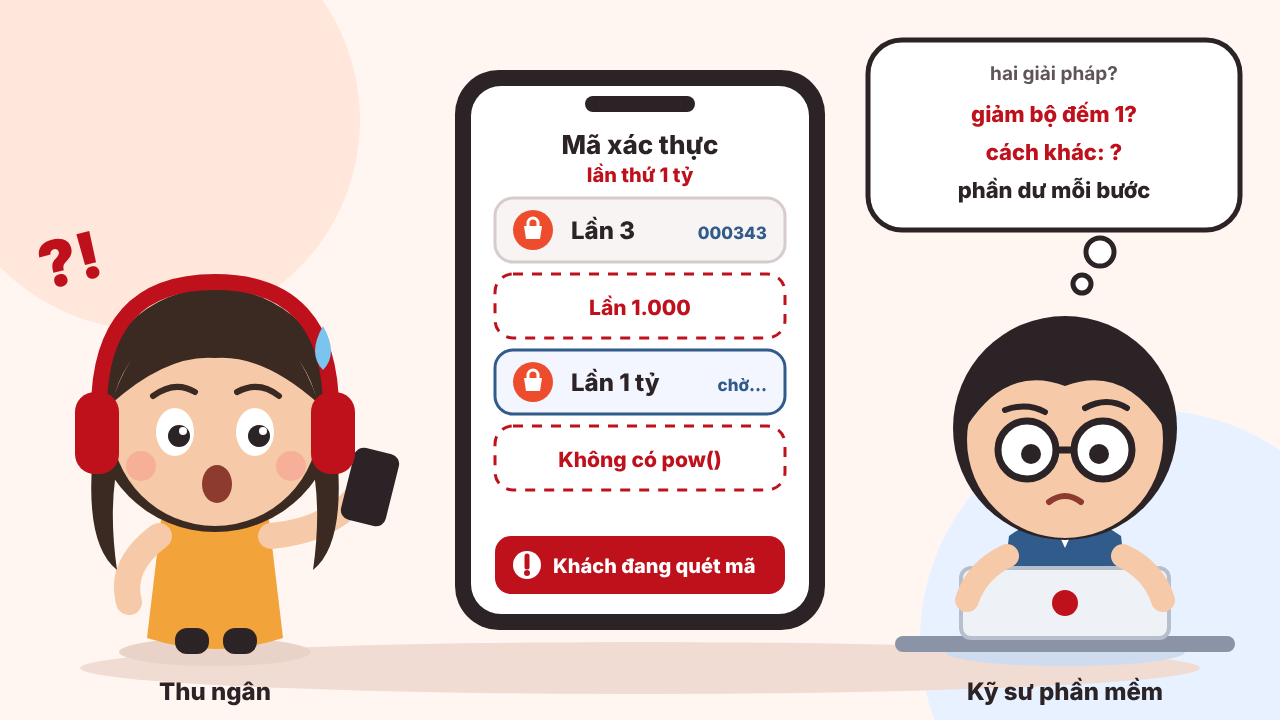 hai giải pháp?
giảm bộ đếm 1?
cách khác: ?
phần dư mỗi bước
?!
Mã xác thực
lần thứ 1 tỷ
Lần 3 000343
Lần 1.000
Lần 1 tỷ chờ...
Không có pow()
Khách đang quét mã
Thu ngân
Kỹ sư phần mềm